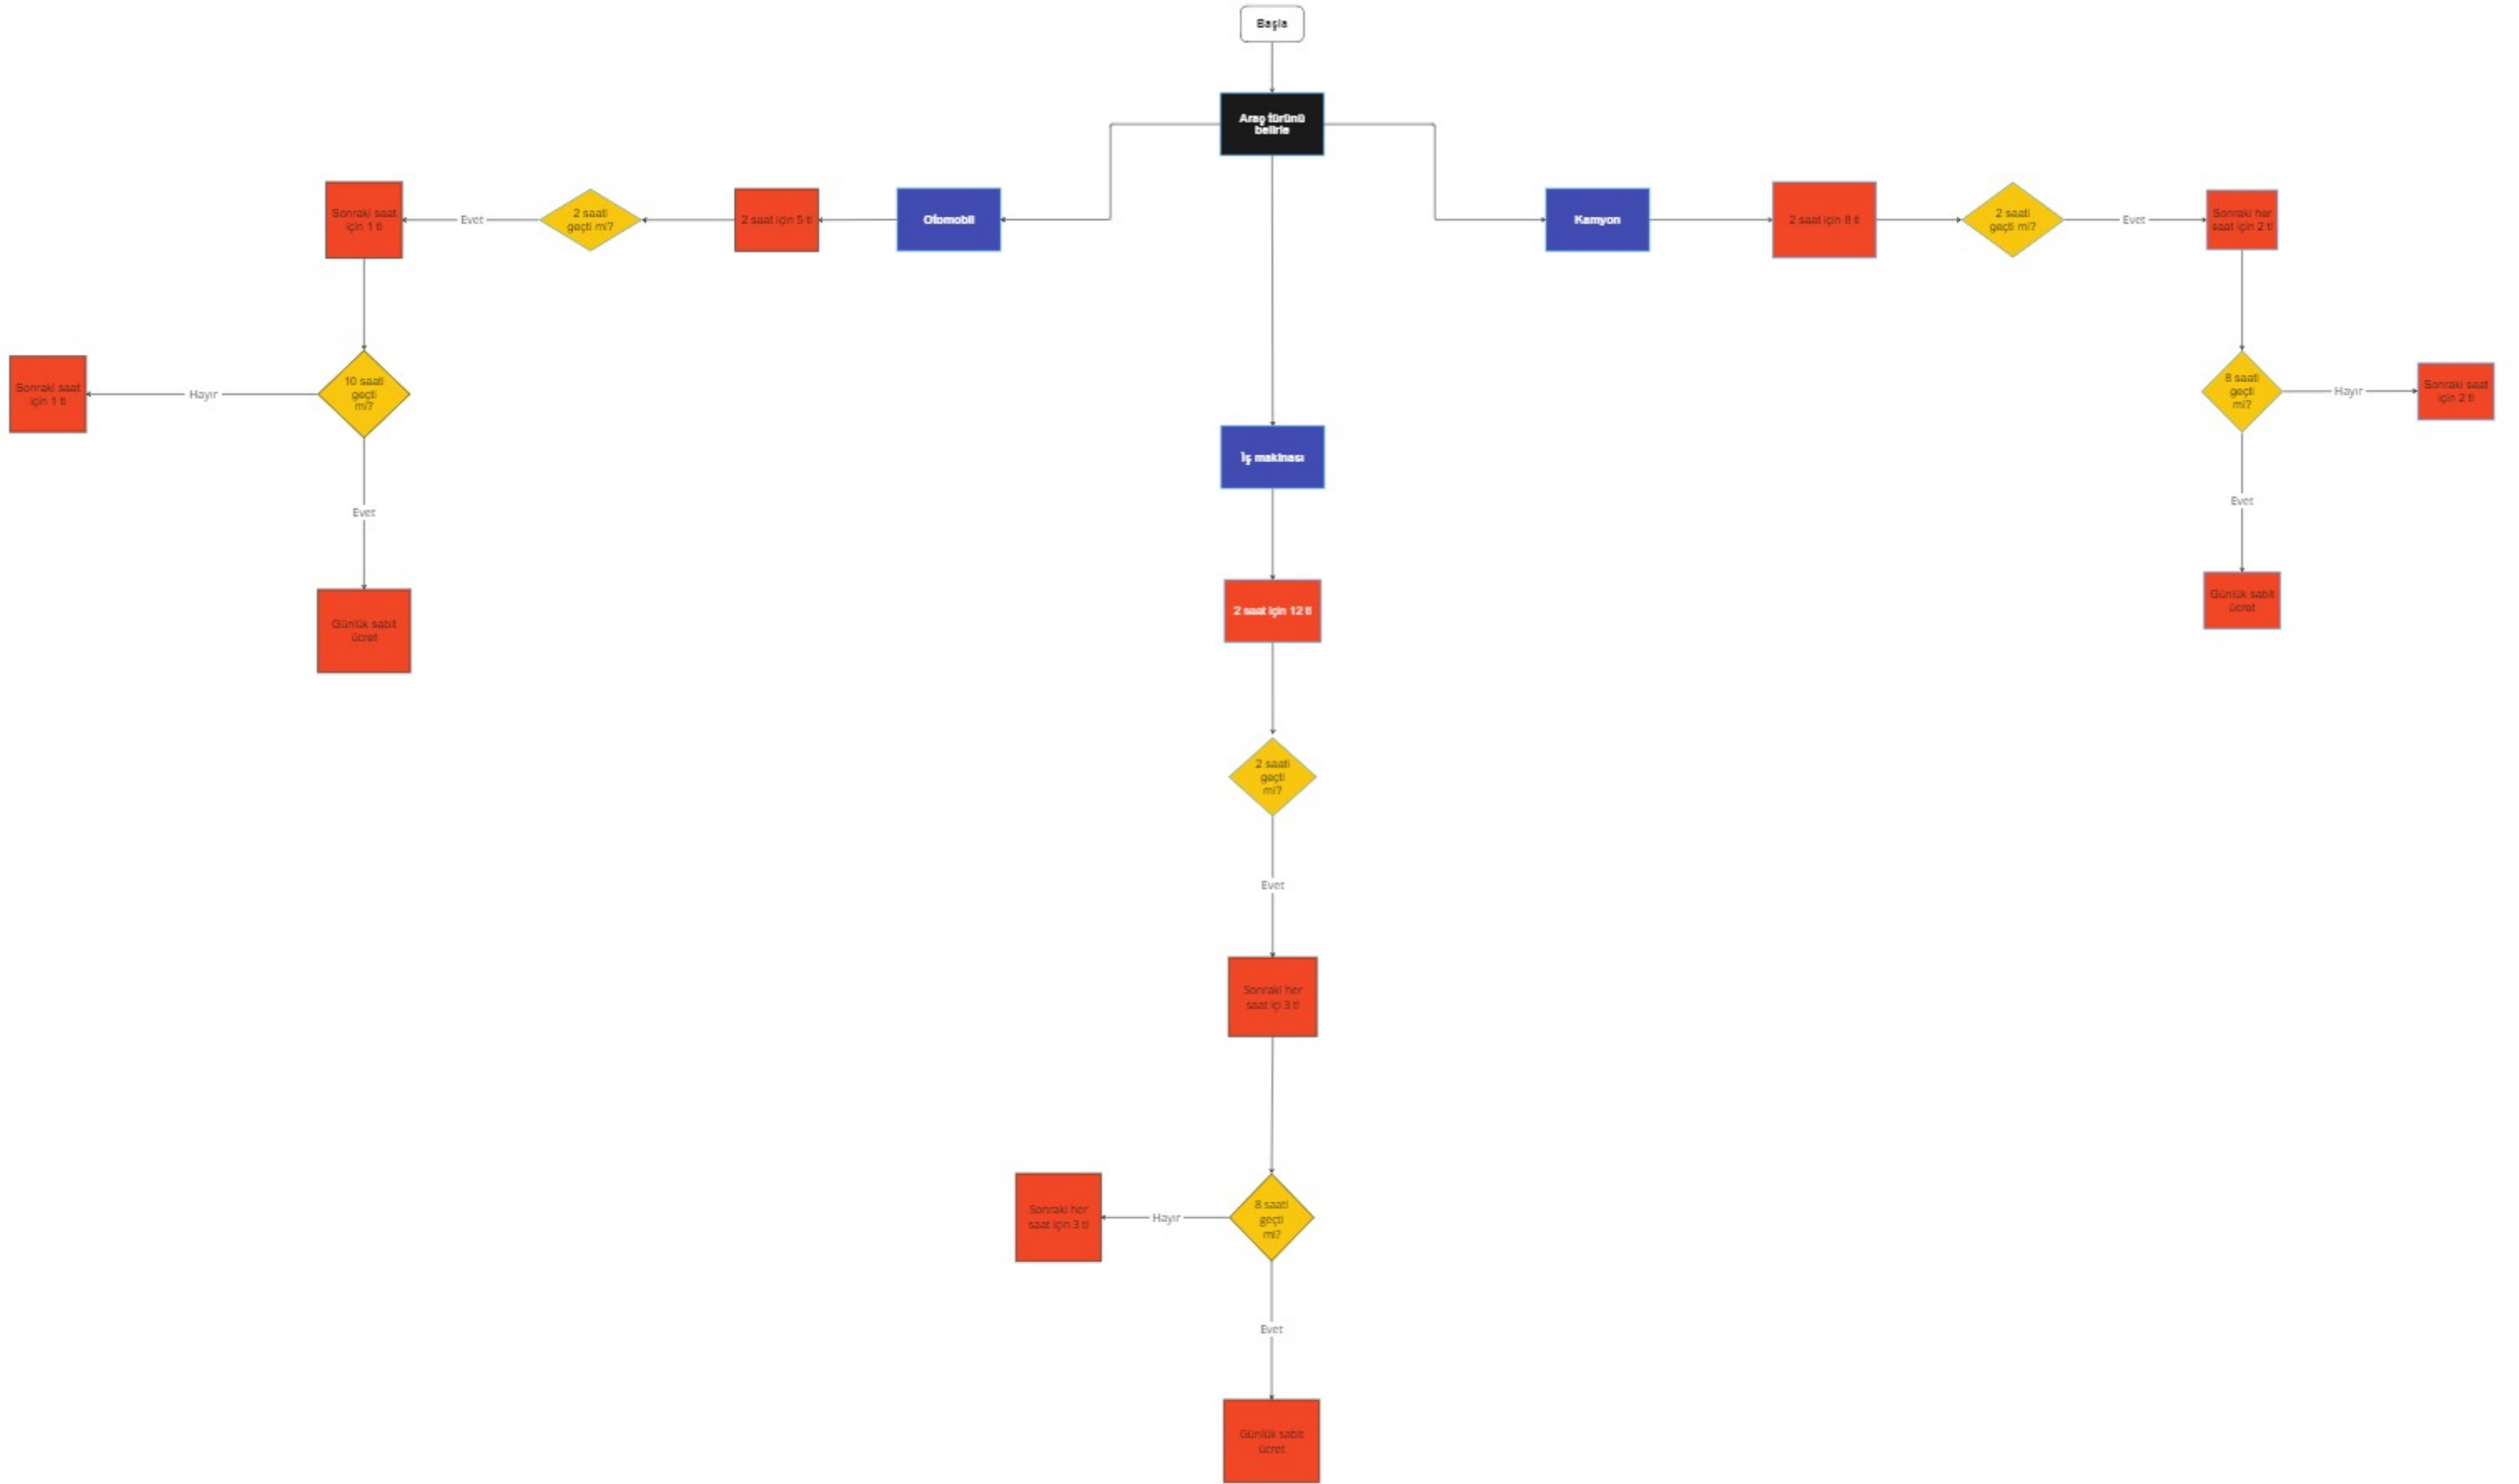 Başla
Araç türünü
belirle
Sonraki saat
için 1 tl
Evet
2 saati
geçti mi?
2 saat için 5 tl
Otomobil
Kamyon
2 saat için 8 tl
2 saati
geçti mi?
Evet
Sonraki her
saat için 2 tl
Sonraki saat
için 1 tl
Hayır
10 saati
geçti
mi?
8 saati
geçti
mi?
Hayır
Sonraki saat
için 2 tl
İş makinası
Evet
Evet
Günlük sabit
ücret
2 saat için 12 tl
Günlük sabit
ücret
2 saati
geçti
mi?
Evet
Sonraki her
saat içi 3 tl
Sonraki her
saat için 3 tl
Hayır
8 saati
geçti
mi?
Evet
Günlük sabit
ücret